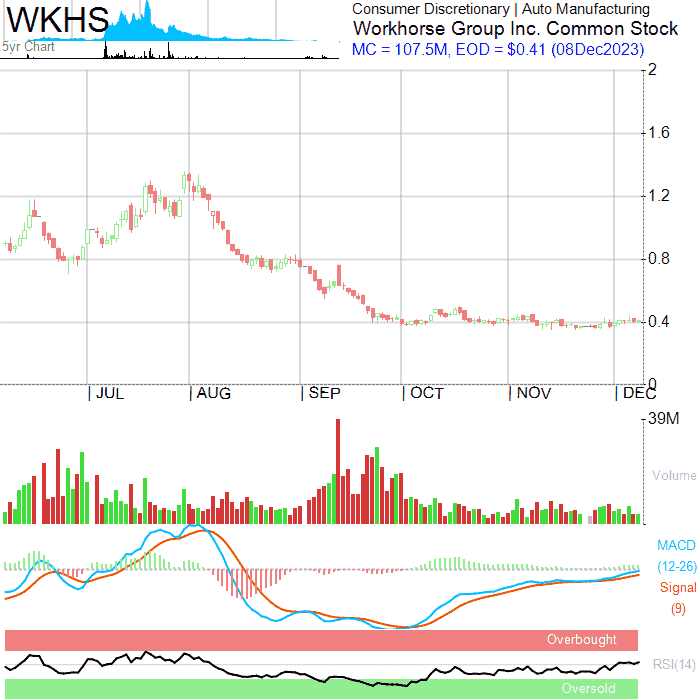 WKHS
5yr Chart
Consumer Discretionary | Auto Manufacturing
Workhorse Group Inc. Common Stock
MC = 107.5M, EOD = $0.41 (08Dec2023)
2
1.6
1.2
0.8
0.4
0
JUL AUG SEP OCT NOV DEC
39M
Volume
MACD
(12-26)
Signal
(9)
Overbought
RSI(14)
Oversold